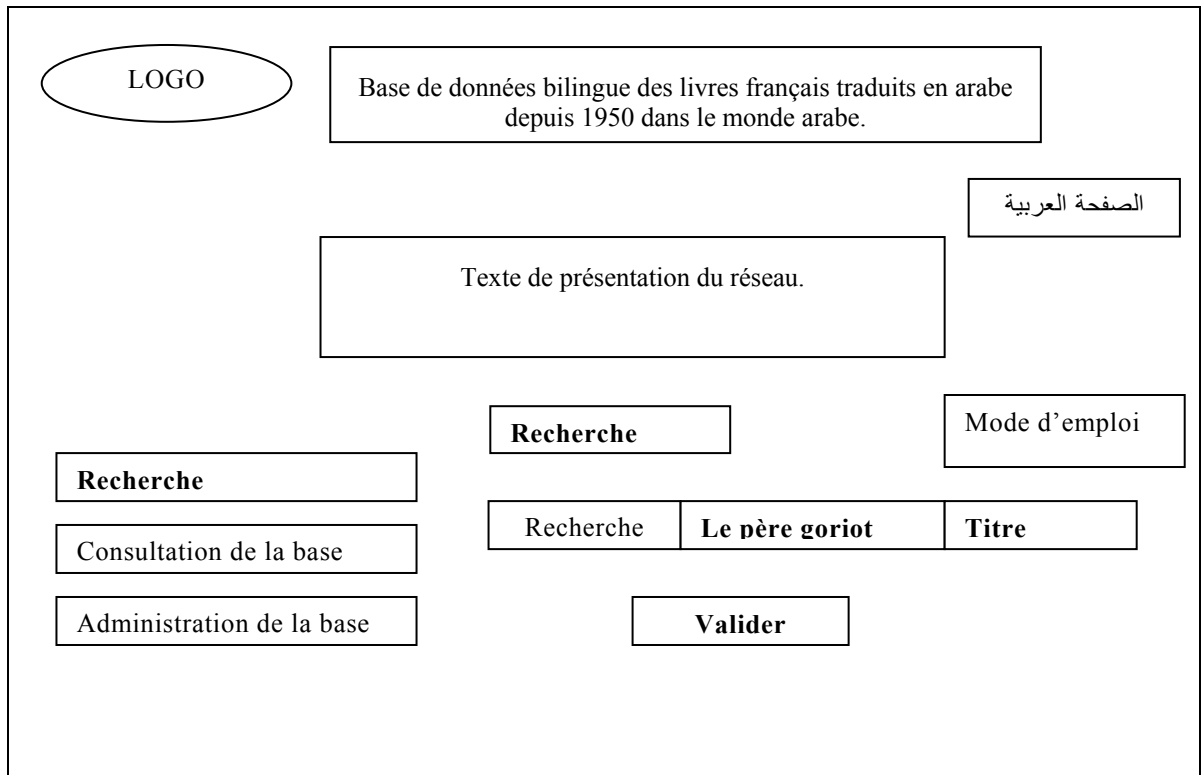 LOGO
Base de données bilingue des livres français traduits en arabe
depuis 1950 dans le monde arabe.
الصفحة العربية
Texte de présentation du réseau.
Recherche
Mode d’emploi
Recherche
Recherche Le père goriot Titre
Consultation de la base
Administration de la base
Valider